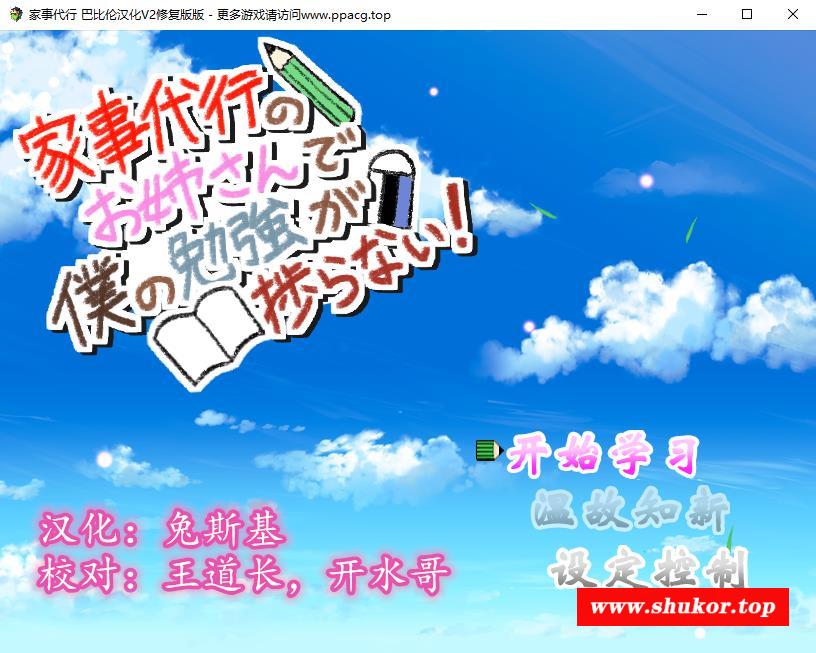 家事代行 巴比伦汉化V2修复版版 - 更多游戏请访问www.ppacg.top
家事代行の
お姉さんで
僕の勉強が
捗らない!
开始学习
温故知新
设定控制
汉化：兔斯基
校对：王道长，开水哥
www.shukor.top